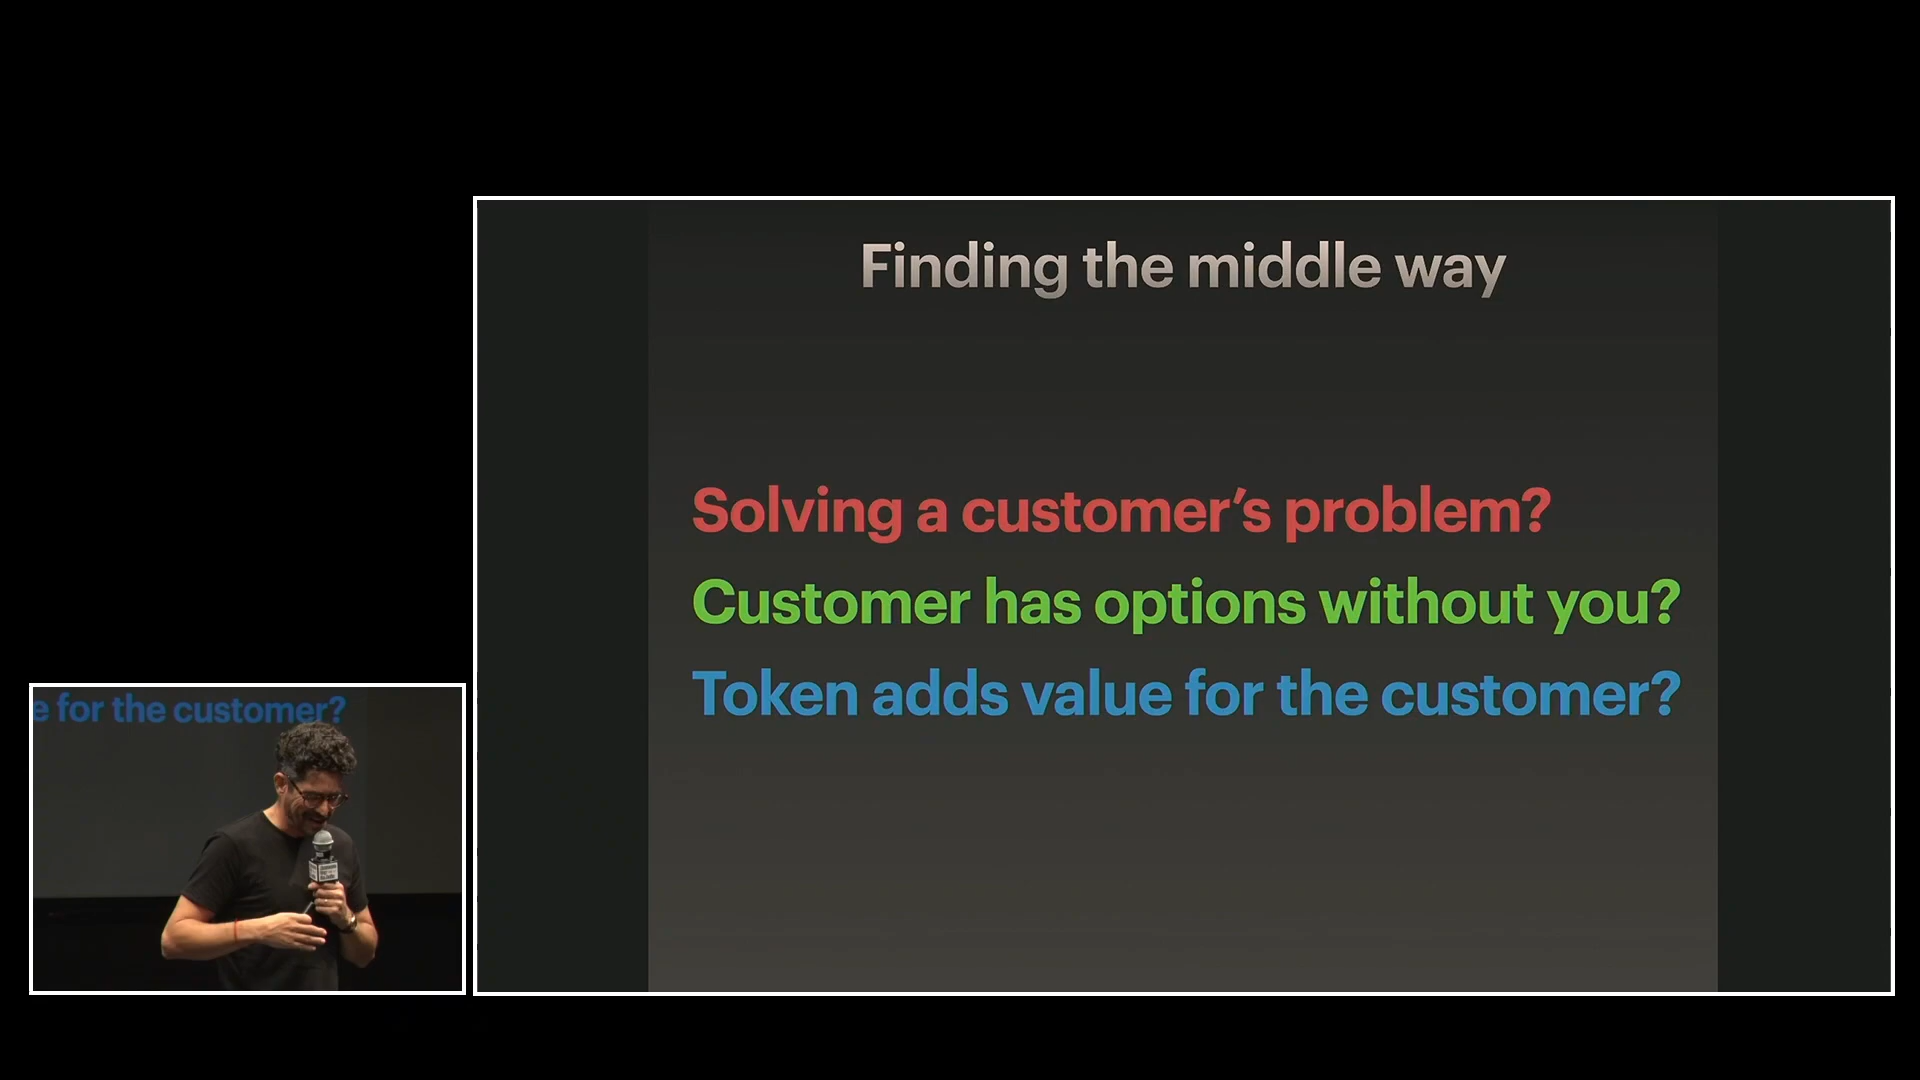 Finding the middle way
Solving a customer’s problem?
Customer has options without you?
Token adds value for the customer?
e for the customer?